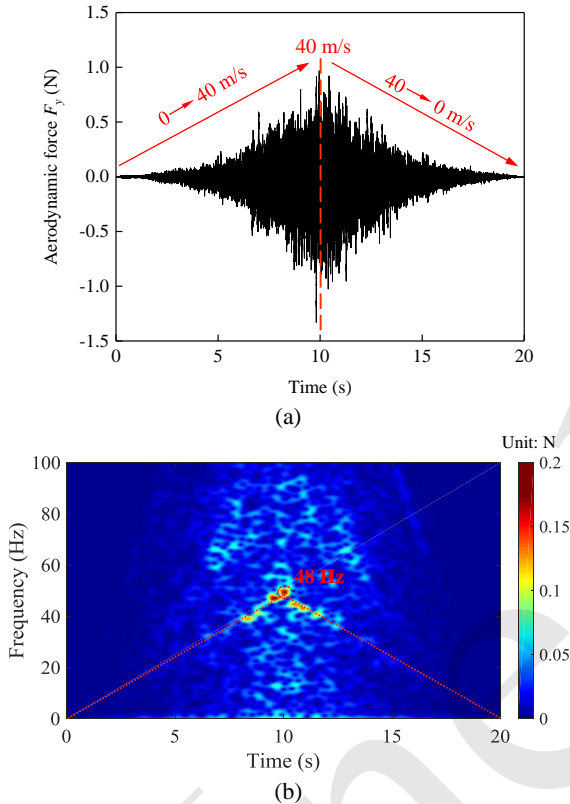 1.5
1.0
0.5
0.0
-0.5
-1.0
-1.5
Aerodynamic force F_y (N)
40 m/s
0→40 m/s
40→0 m/s
0 5 10 15 20
Time (s)
(a)
Unit: N
100
80
60
40
20
0
Frequency (Hz)
48 Hz
0.2
0.15
0.1
0.05
0
0 5 10 15 20
Time (s)
(b)